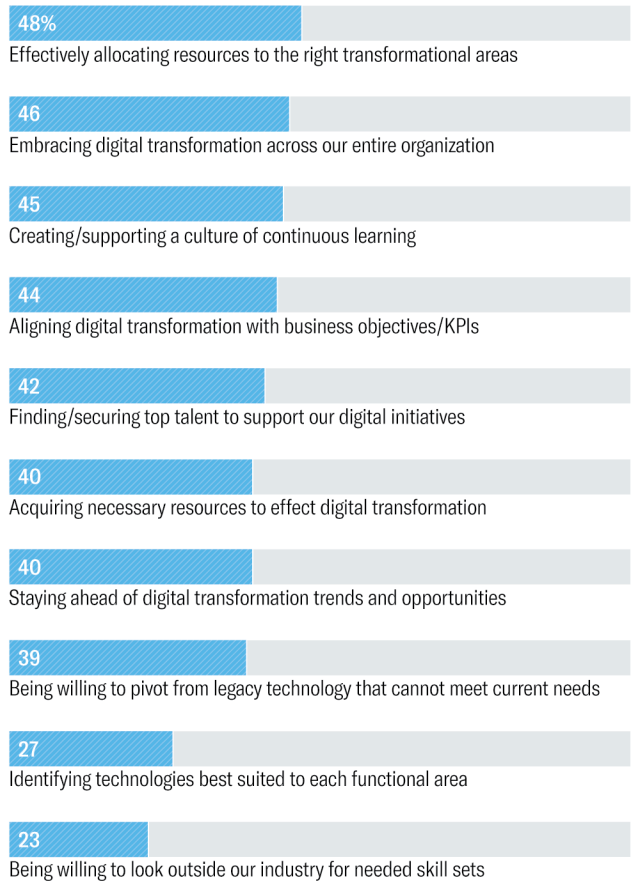 48%
Effectively allocating resources to the right transformational areas
46
Embracing digital transformation across our entire organization
45
Creating/supporting a culture of continuous learning
44
Aligning digital transformation with business objectives/KPIs
42
Finding/securing top talent to support our digital initiatives
40
Acquiring necessary resources to effect digital transformation
40
Staying ahead of digital transformation trends and opportunities
39
Being willing to pivot from legacy technology that cannot meet current needs
27
Identifying technologies best suited to each functional area
23
Being willing to look outside our industry for needed skill sets